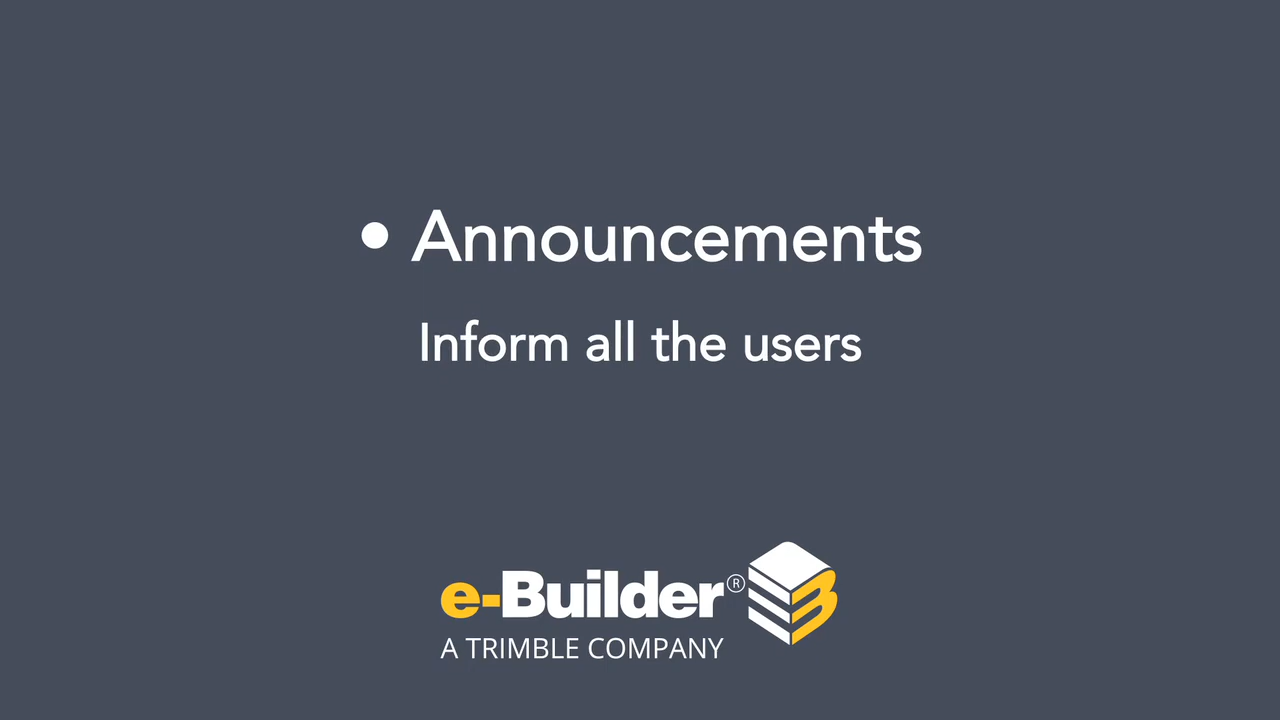 • Announcements
Inform all the users
e-Builder®
A TRIMBLE COMPANY